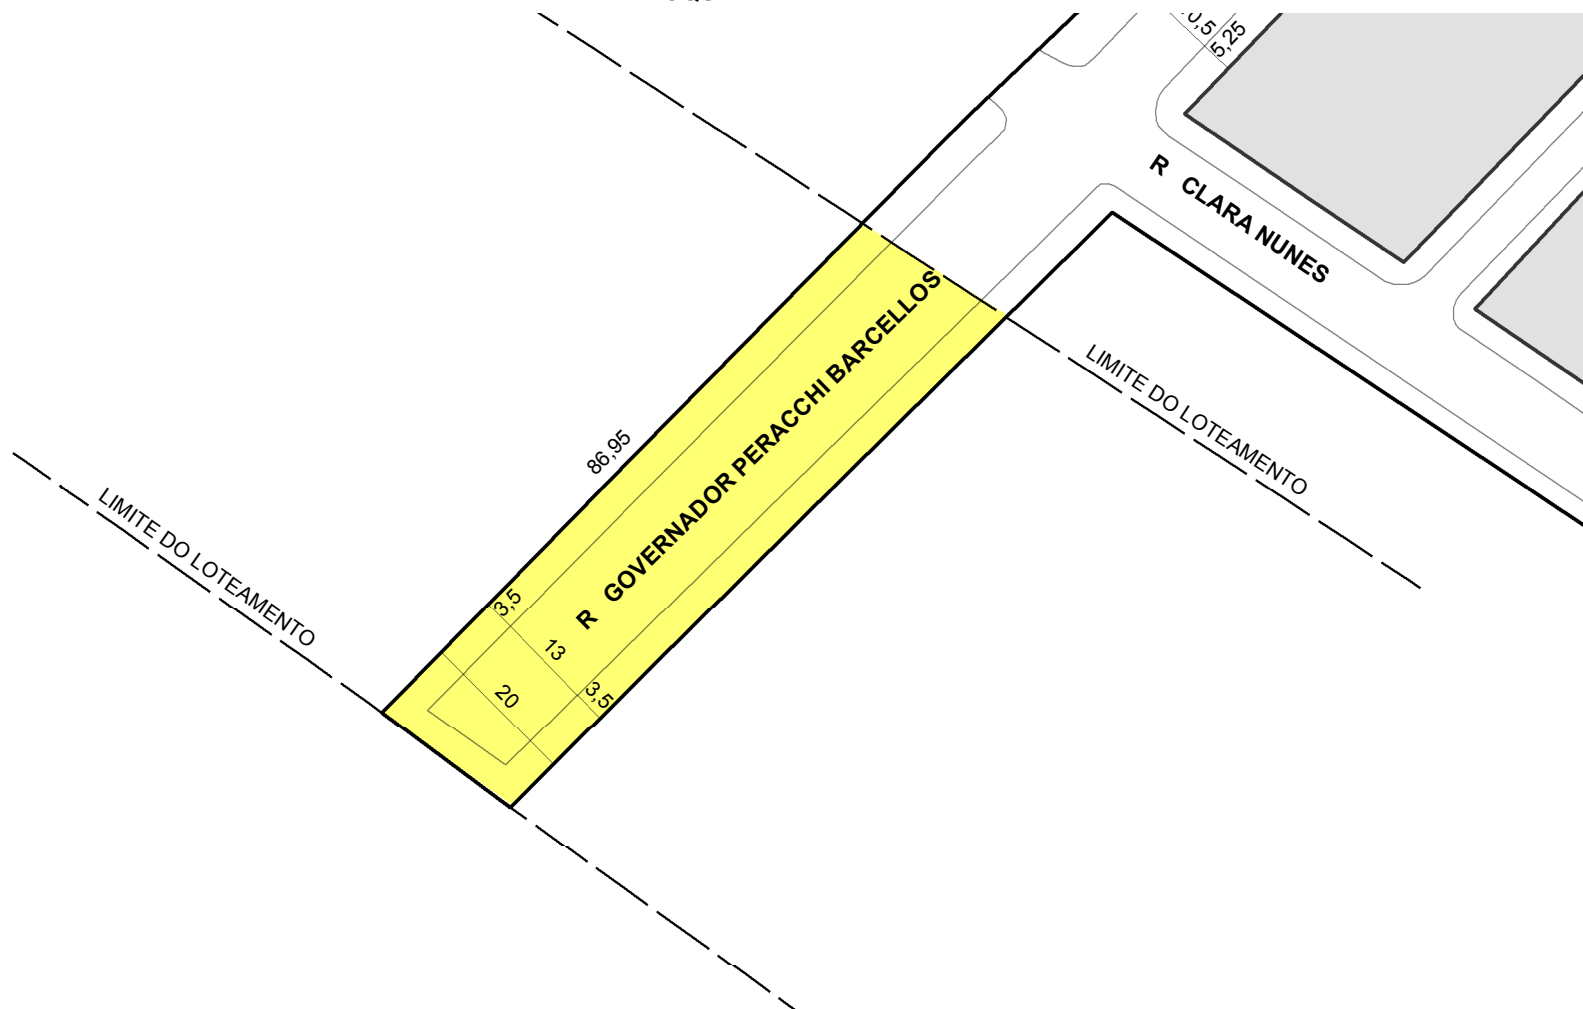 5,25
R CLARA NUNES
R GOVERNADOR PERACCHI BARCELLOS
LIMITE DO LOTEAMENTO
86,95
LIMITE DO LOTEAMENTO
3,5
13
3,5
20